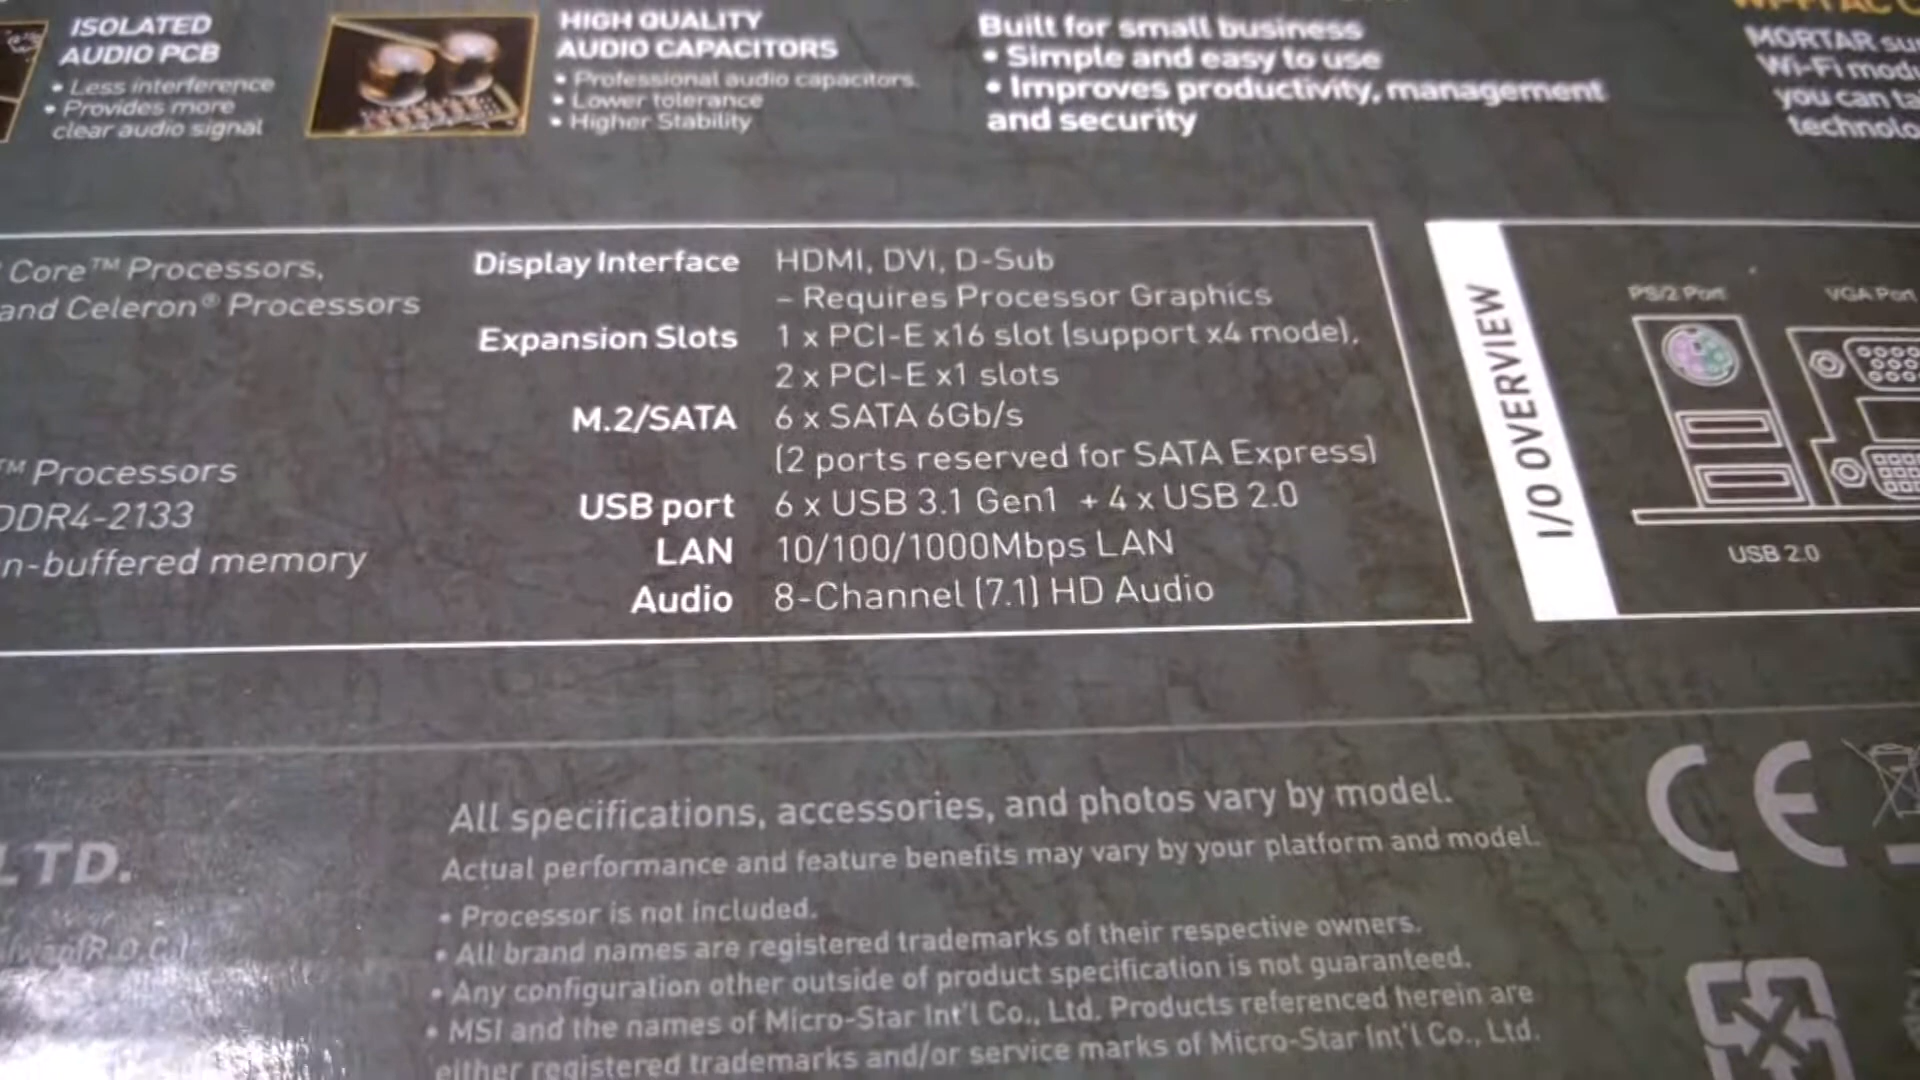 ISOLATED
AUDIO PCB
• Less interference
• Provides more
clear audio signal
HIGH QUALITY
AUDIO CAPACITORS
• Professional audio capacitors.
• Lower tolerance
• Higher Stability
Built for small business
• Simple and easy to use
• Improves productivity, management
and security
MORTAR
Wi-Fi
you can
Core™ Processors,
and Celeron® Processors
™ Processors
DDR4-2133
memory
Display Interface HDMI, DVI, D-Sub
– Requires Processor Graphics
Expansion Slots 1 x PCI-E x16 slot (support x4 mode),
2 x PCI-E x1 slots
M.2/SATA 6 x SATA 6Gb/s
(2 ports reserved for SATA Express)
USB port 6 x USB 3.1 Gen1 + 4 x USB 2.0
LAN 10/100/1000Mbps LAN
Audio 8-Channel (7.1) HD Audio
I/O OVERVIEW
PS/2 Port
VGA Port
USB 2.0
LTD.
(R.O.C.)
All specifications, accessories, and photos vary by model.
Actual performance and feature benefits may vary by your platform and model.
• Processor is not included.
• All brand names are registered trademarks of their respective owners.
• Any configuration other outside of product specification is not guaranteed.
• MSI and the names of Micro-Star Int'l Co., Ltd. Products referenced herein are
either registered trademarks and/or service marks of Micro-Star Int'l Co., Ltd.
CE